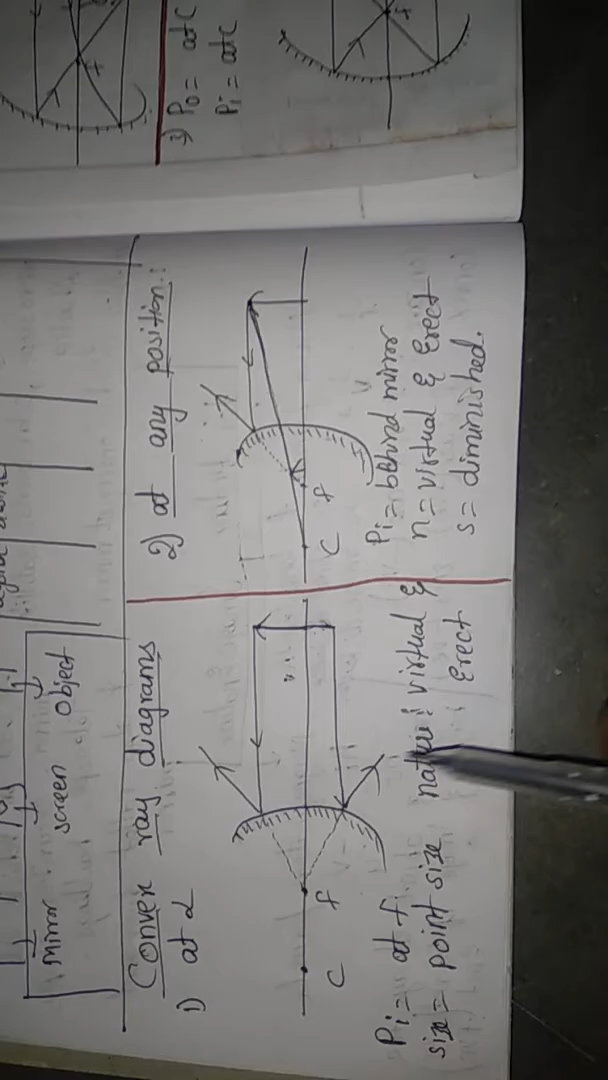 mirror
screen
object
Convex ray diagrams
1) at α
C
f
Pi = at f
size = point size
nature : virtual &
Erect
2) at any position :
C
f
Pi = behind mirror
n = virtual & Erect
s = diminished.
3) Po = at C
Pi = at C
f
f